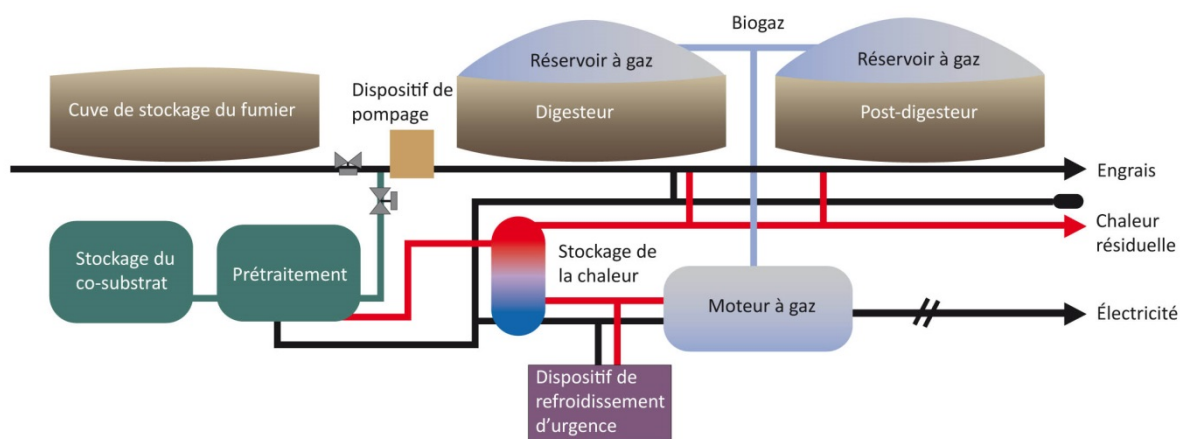 Biogaz
Réservoir à gaz
Réservoir à gaz
Cuve de stockage du fumier
Dispositif de
pompage
Digesteur
Post-digesteur
Engrais
Chaleur
résiduelle
Stockage du
co-substrat
Prétraitement
Stockage de
la chaleur
Moteur à gaz
Électricité
Dispositif de
refroidissement
d'urgence